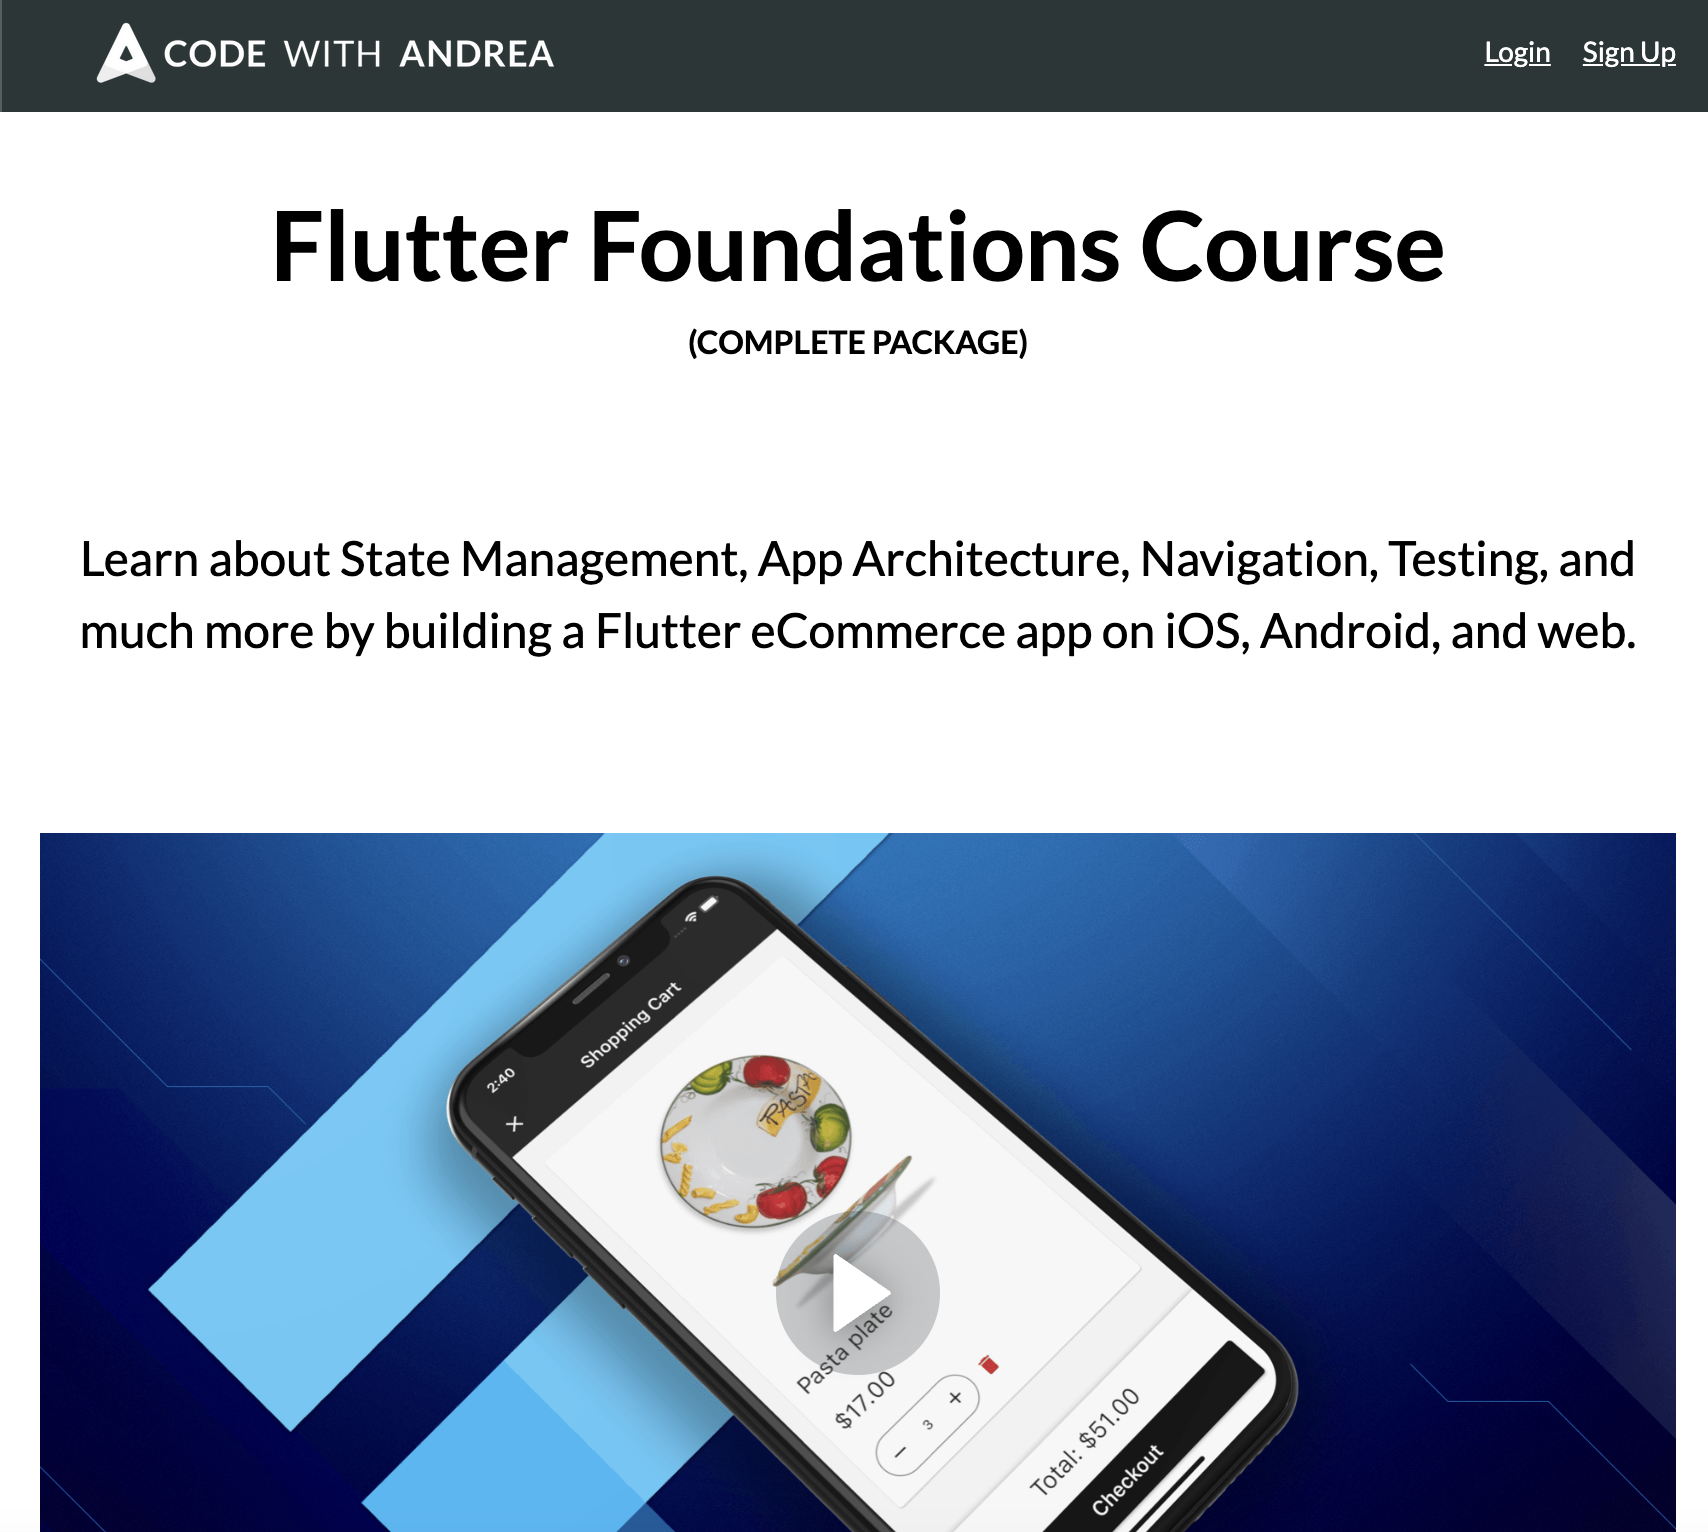 CODE WITH ANDREA
Login Sign Up
Flutter Foundations Course
(COMPLETE PACKAGE)
Learn about State Management, App Architecture, Navigation, Testing, and
much more by building a Flutter eCommerce app on iOS, Android, and web.
2:40
Shopping Cart
PASTA
Pasta plate
$17.00
3
Total: $51.00
Checkout